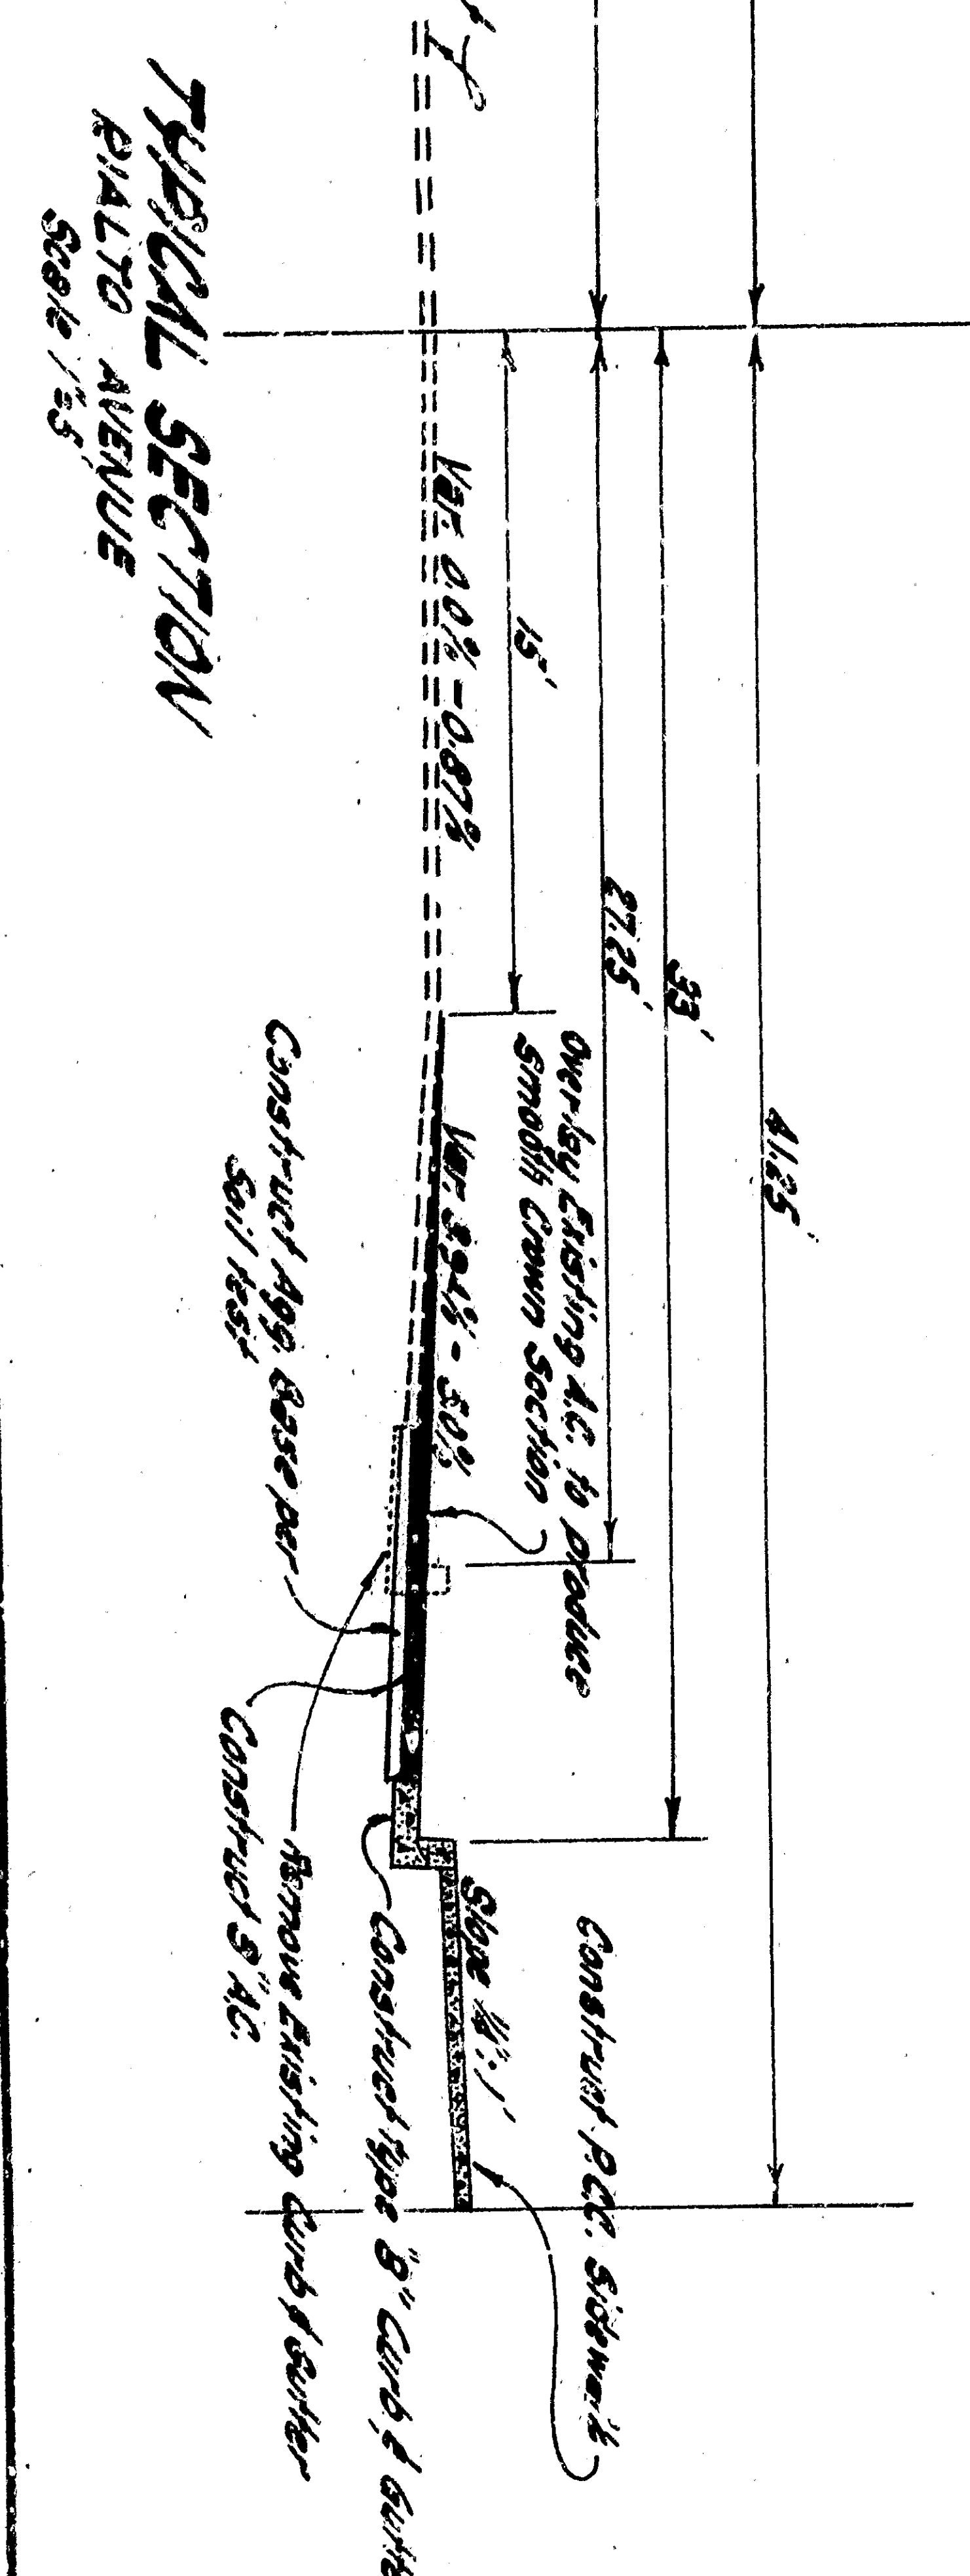 41.25'
33'
27.25'
15'
Overlay Existing A.C. to produce
Smooth Crown Section
Construct P.C.C. Sidewalk
Var. 0.0% - 0.87%
Var. 3.94% - 5.0%
Slope ¼":1'
Construct Type "B" Curb & Gutte
Remove Existing Curb & Gutter
Construct Agg. Base per
Soil test
Construct 3" A.C.
TYPICAL SECTION
RIALTO AVENUE
Scale 1"=5'